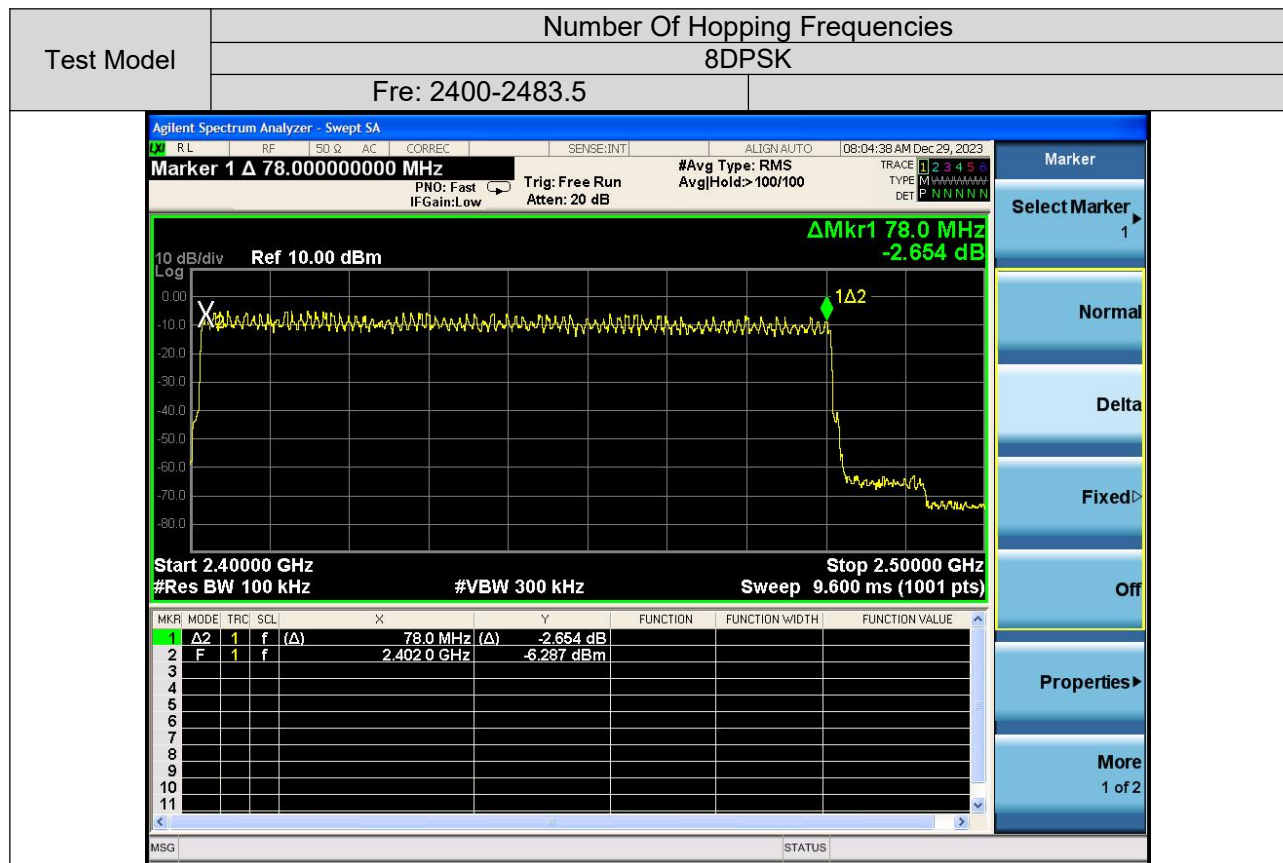 Test Model
Number Of Hopping Frequencies
8DPSK
Fre: 2400-2483.5
Agilent Spectrum Analyzer - Swept SA
LXI RL RF 50 Ω AC CORREC SENSE:INT ALIGN AUTO 08:04:38 AM Dec 29, 2023
Marker 1 Δ 78.000000000 MHz
PNO: Fast
IFGain:Low
Trig: Free Run
Atten: 20 dB
#Avg Type: RMS
Avg|Hold:>100/100
TRACE 1 2 3 4 5 6
TYPE M
DET P N N N N N
ΔMkr1 78.0 MHz
-2.654 dB
10 dB/div Ref 10.00 dBm
Log
0.00
-10.0
-20.0
-30.0
-40.0
-50.0
-60.0
-70.0
-80.0
X2
1Δ2
Start 2.40000 GHz Stop 2.50000 GHz
#Res BW 100 kHz #VBW 300 kHz Sweep 9.600 ms (1001 pts)
MKR MODE TRC SCL X Y FUNCTION FUNCTION WIDTH FUNCTION VALUE
1 Δ2 1 f (Δ) 78.0 MHz (Δ) -2.654 dB
2 F 1 f 2.402 0 GHz -6.287 dBm
3
4
5
6
7
8
9
10
11
MSG STATUS
Marker
Select Marker
1
Normal
Delta
Fixed
Off
Properties
More
1 of 2